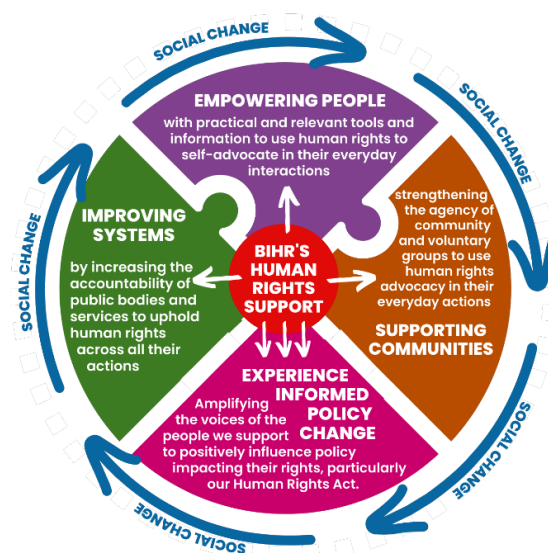 SOCIAL CHANGE
SOCIAL CHANGE
EMPOWERING PEOPLE
with practical and relevant tools and
information to use human rights to
self-advocate in their everyday
interactions
IMPROVING
SYSTEMS
by increasing the
accountability of
public bodies and
services to uphold
human rights
across all their
actions
BIHR'S
HUMAN
RIGHTS
SUPPORT
strengthening
the agency of
community
and voluntary
groups to use
human rights
advocacy in their
everyday actions
SUPPORTING
COMMUNITIES
EXPERIENCE
INFORMED
POLICY
CHANGE
Amplifying
the voices of the
people we support
to positively influence policy
impacting their rights, particularly
our Human Rights Act.
SOCIAL CHANGE
SOCIAL CHANGE
SOCIAL CHANGE